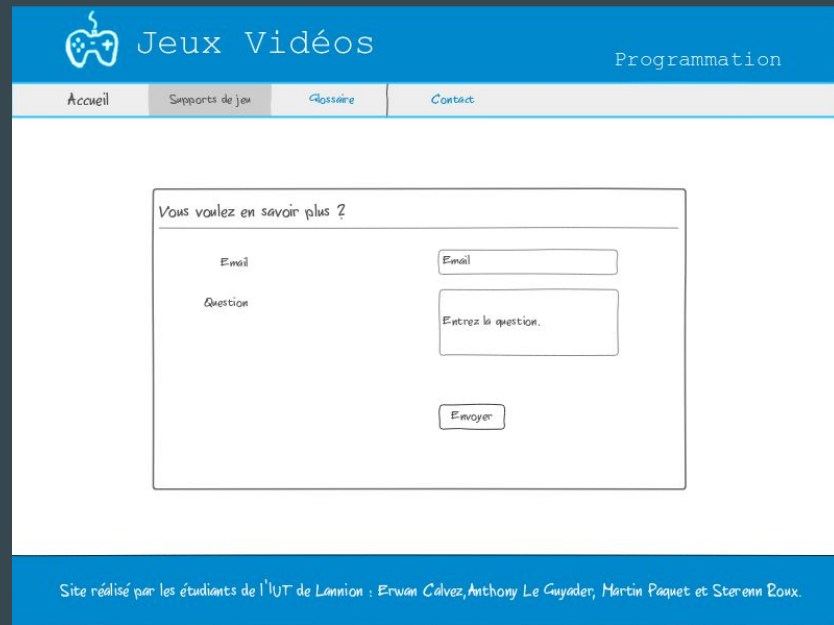 Jeux Vidéos
Programmation
Accueil Supports de jeu Glossaire Contact
Vous voulez en savoir plus ?
Email Email
Question
Entrez la question.
Envoyer
Site réalisé par les étudiants de l'IUT de Lannion : Erwan Calvez, Anthony Le Guyader, Martin Paquet et Sterenn Roux.